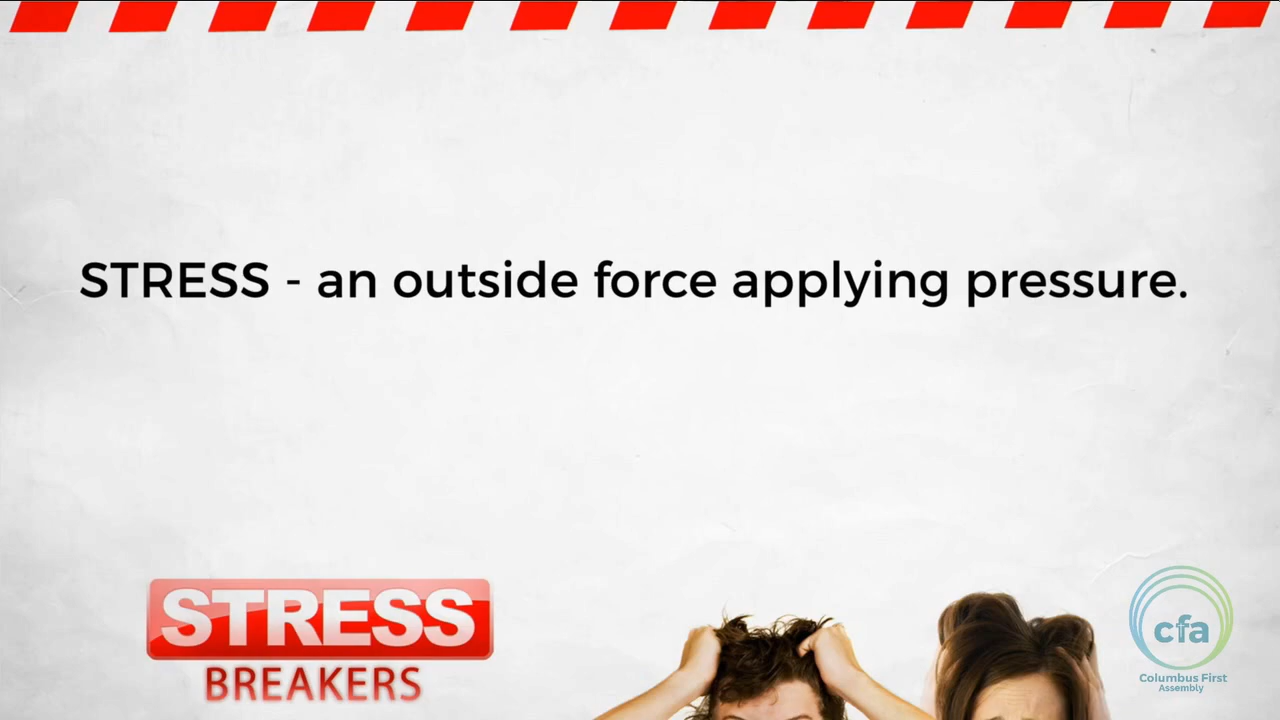 STRESS - an outside force applying pressure.
STRESS
BREAKERS
cfa
Columbus First
Assembly